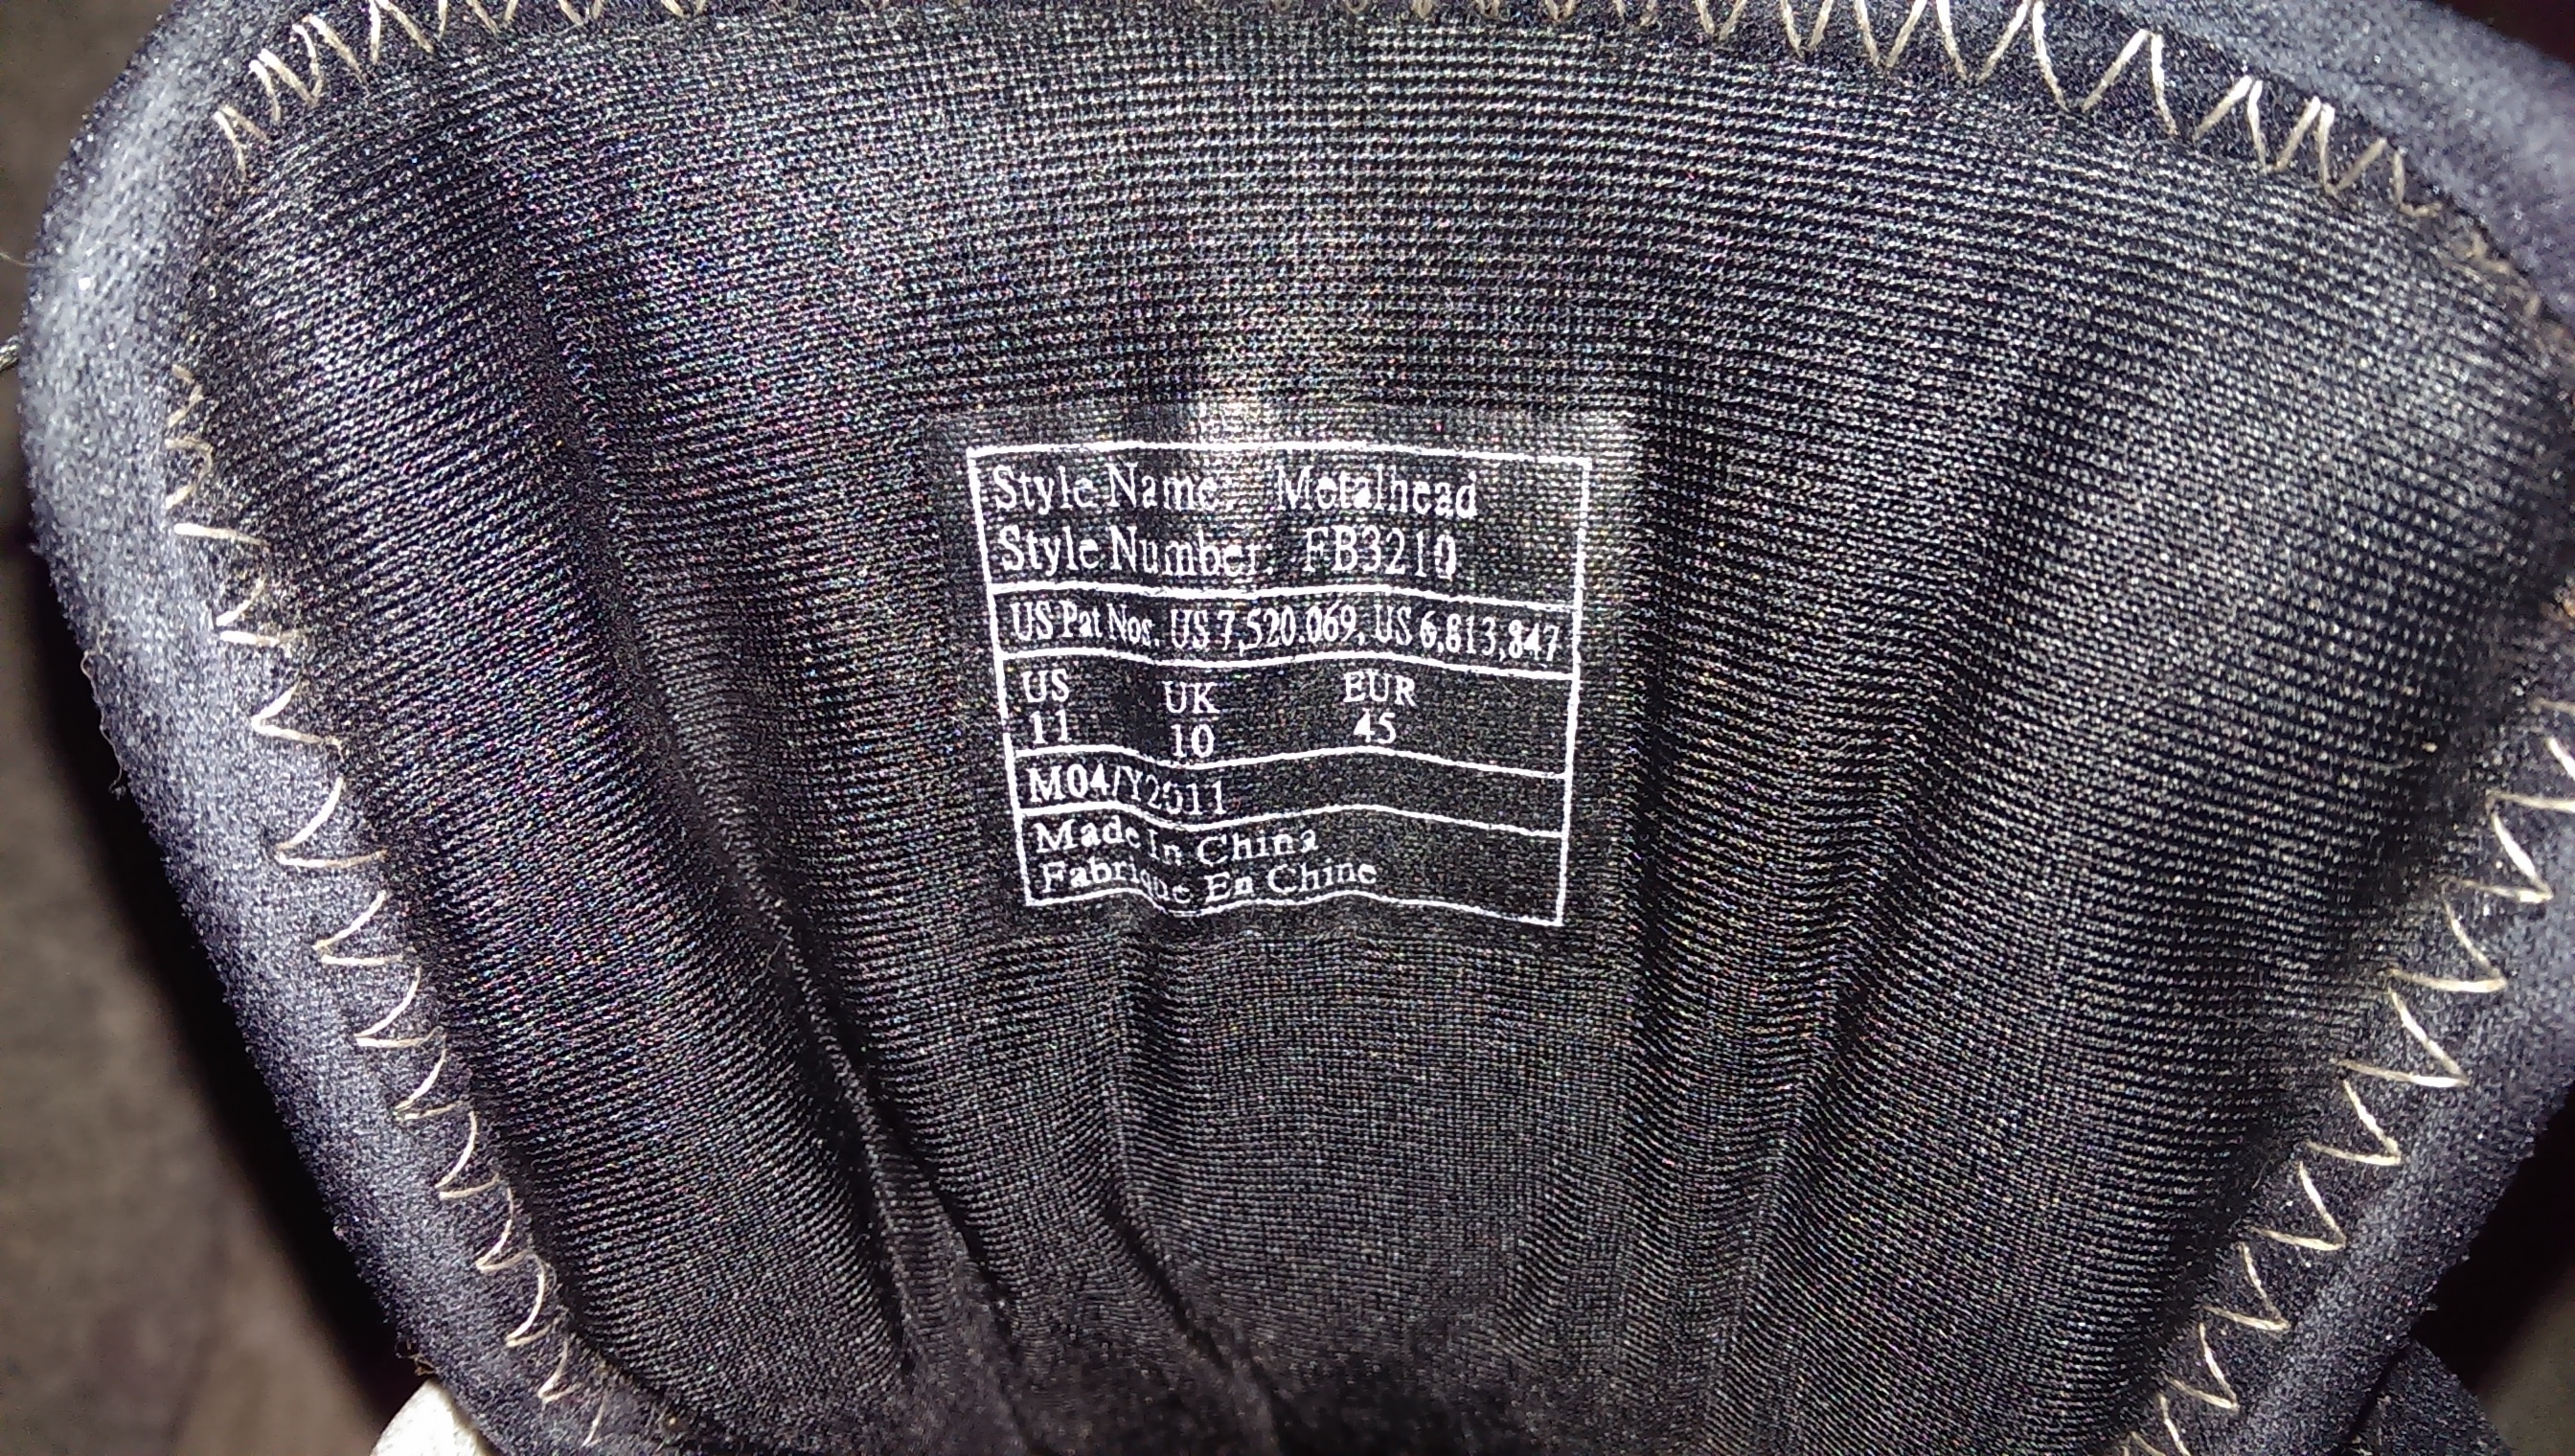 Style Name: Metalhead
Style Number: FB3210
US Pat Nos. US 7,520.069, US 6,813,847
US UK EUR
11 10 45
M04/Y2011
Made In China
Fabrique En Chine